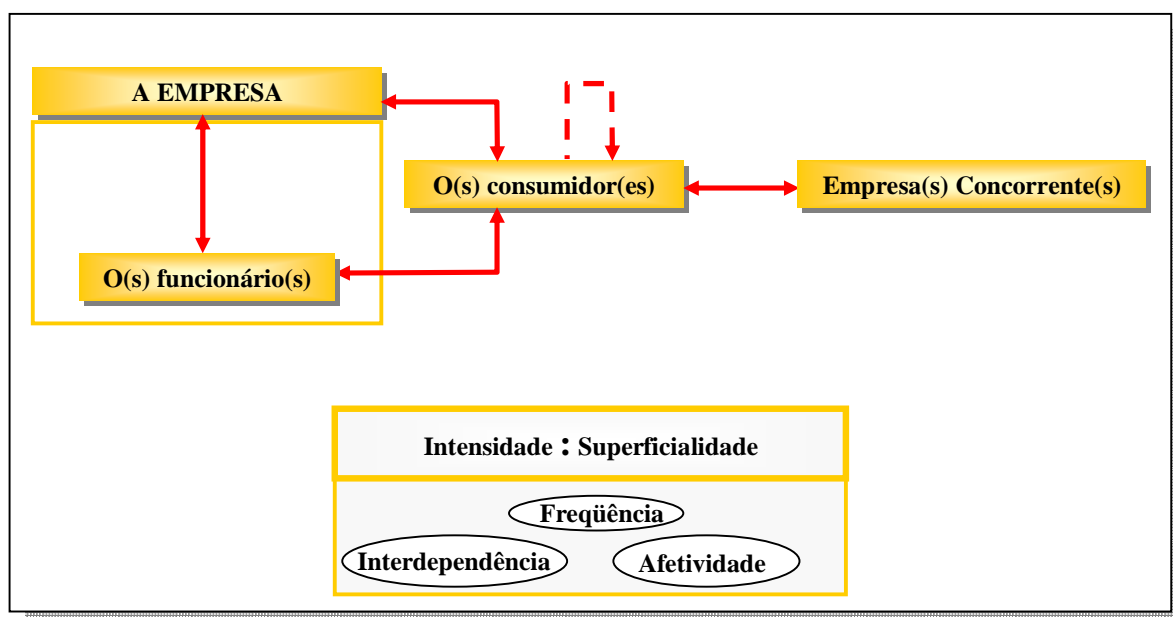 A EMPRESA
O(s) consumidor(es)
Empresa(s) Concorrente(s)
O(s) funcionário(s)
Intensidade : Superficialidade
Freqüência
Interdependência
Afetividade